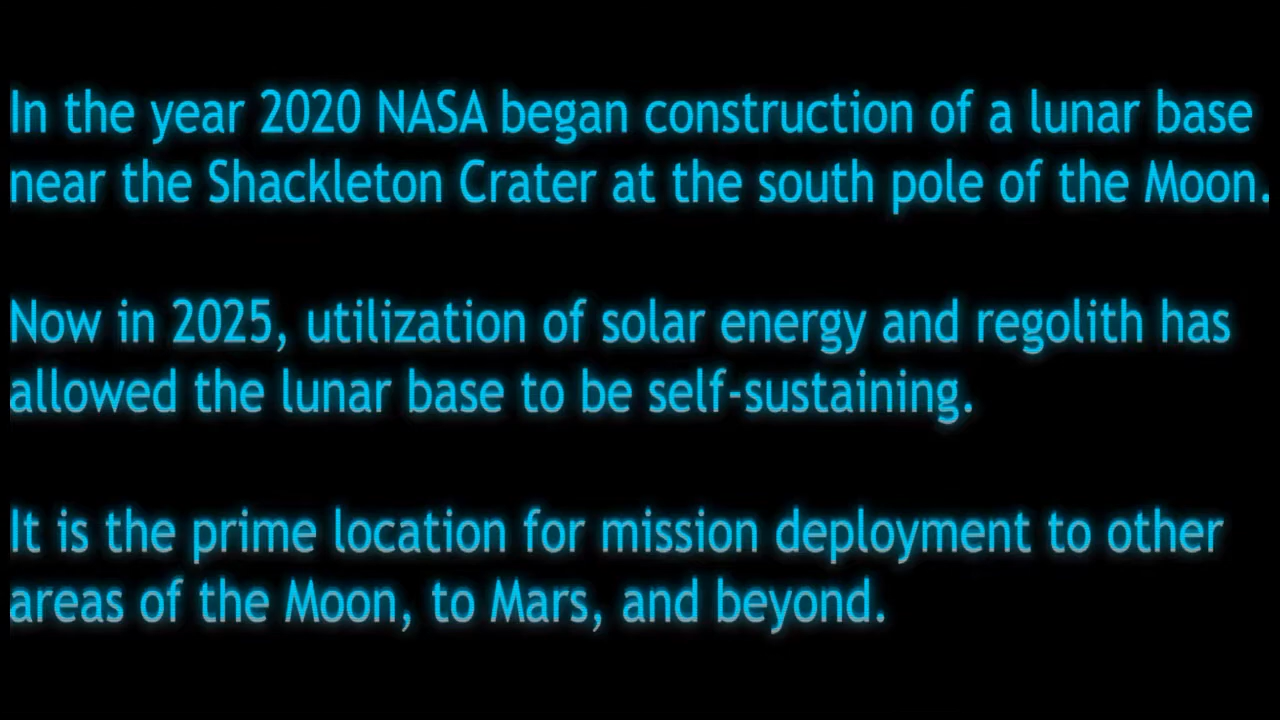 In the year 2020 NASA began construction of a lunar base
near the Shackleton Crater at the south pole of the Moon.
Now in 2025, utilization of solar energy and regolith has
allowed the lunar base to be self-sustaining.
It is the prime location for mission deployment to other
areas of the Moon, to Mars, and beyond.